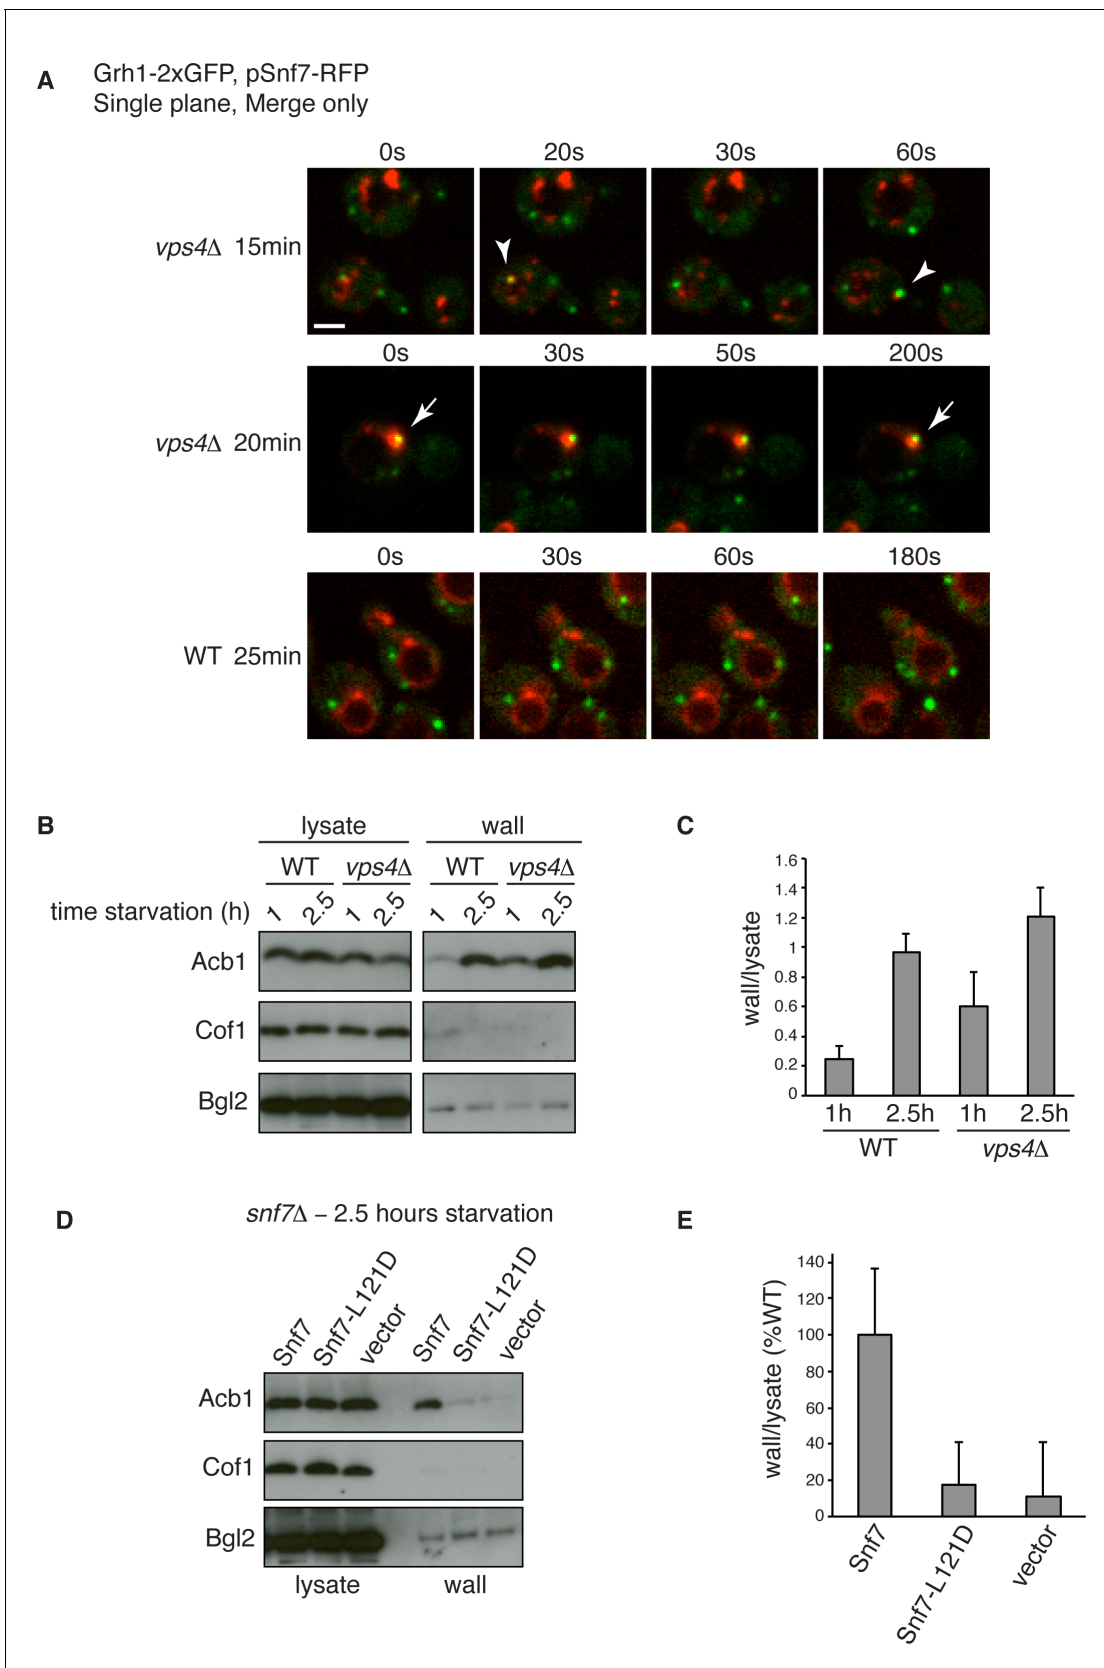 A
Grh1-2xGFP, pSnf7-RFP
Single plane, Merge only
0s 20s 30s 60s
vps4Δ 15min
0s 30s 50s 200s
vps4Δ 20min
0s 30s 60s 180s
WT 25min
B
lysate wall
WT vps4Δ WT vps4Δ
time starvation (h) 1 2.5 1 2.5 1 2.5 1 2.5
Acb1
Cof1
Bgl2
C
wall/lysate
1.6
1.4
1.2
1
0.8
0.6
0.4
0.2
0
1h 2.5h 1h 2.5h
WT vps4Δ
D
snf7Δ – 2.5 hours starvation
Snf7 Snf7-L121D vector Snf7 Snf7-L121D vector
Acb1
Cof1
Bgl2
lysate wall
E
wall/lysate (%WT)
140
120
100
80
60
40
20
0
Snf7 Snf7-L121D vector